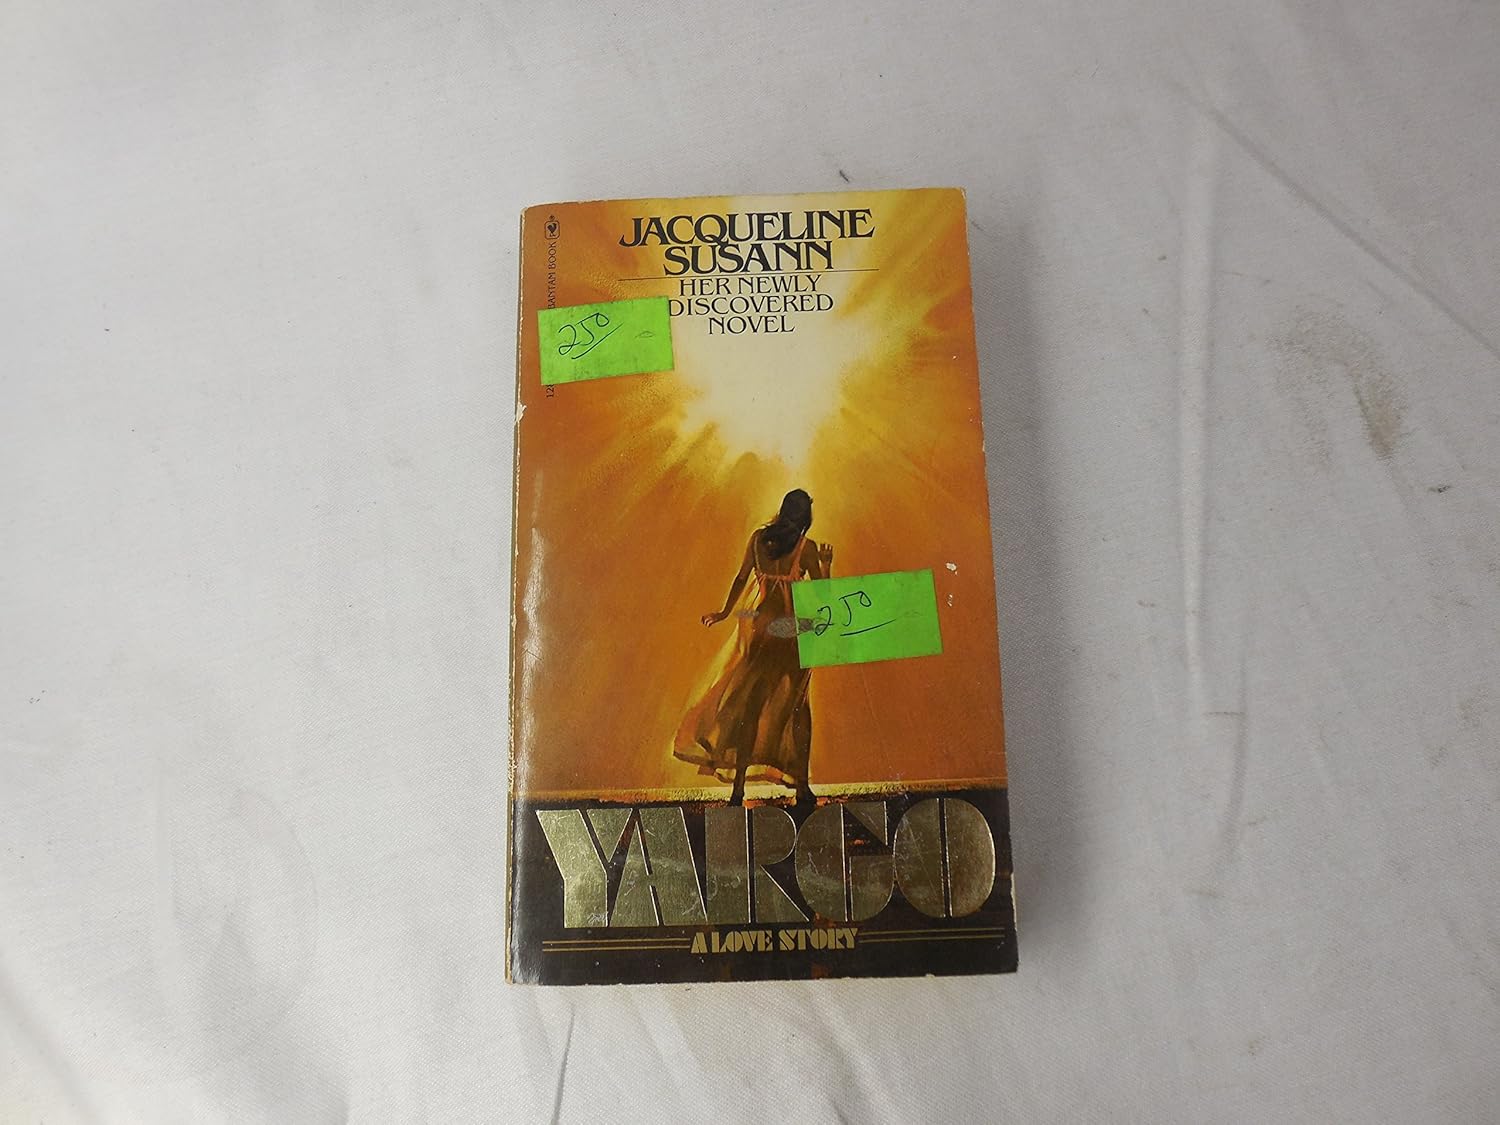 JACQUELINE
SUSANN
HER NEWLY
DISCOVERED
NOVEL
BANTAM BOOK
250
250
YARGO
A LOVE STORY